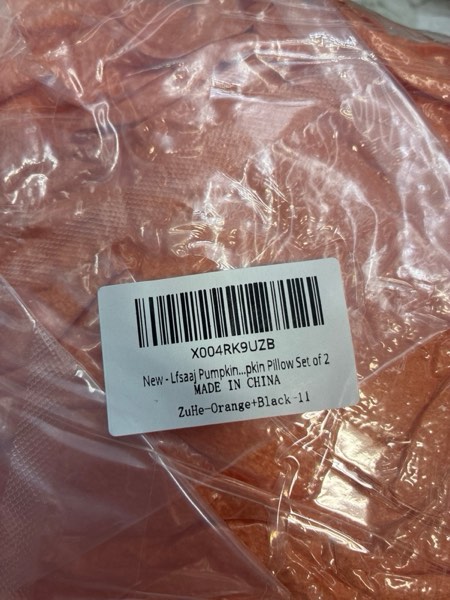 X004RK9UZB
New - Lfsaaj Pumpkin...pkin Pillow Set of 2
MADE IN CHINA
ZuHe-Orange+Black-11